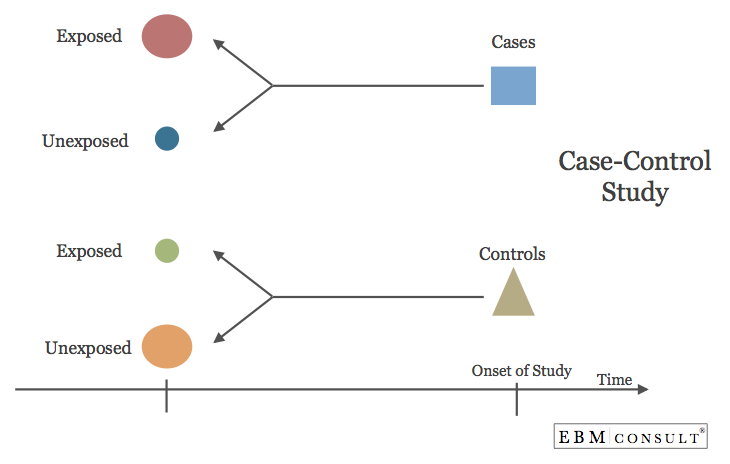 Exposed
Cases
Unexposed
Case-Control
Study
Exposed
Controls
Unexposed
Onset of Study
Time
EBM CONSULT®